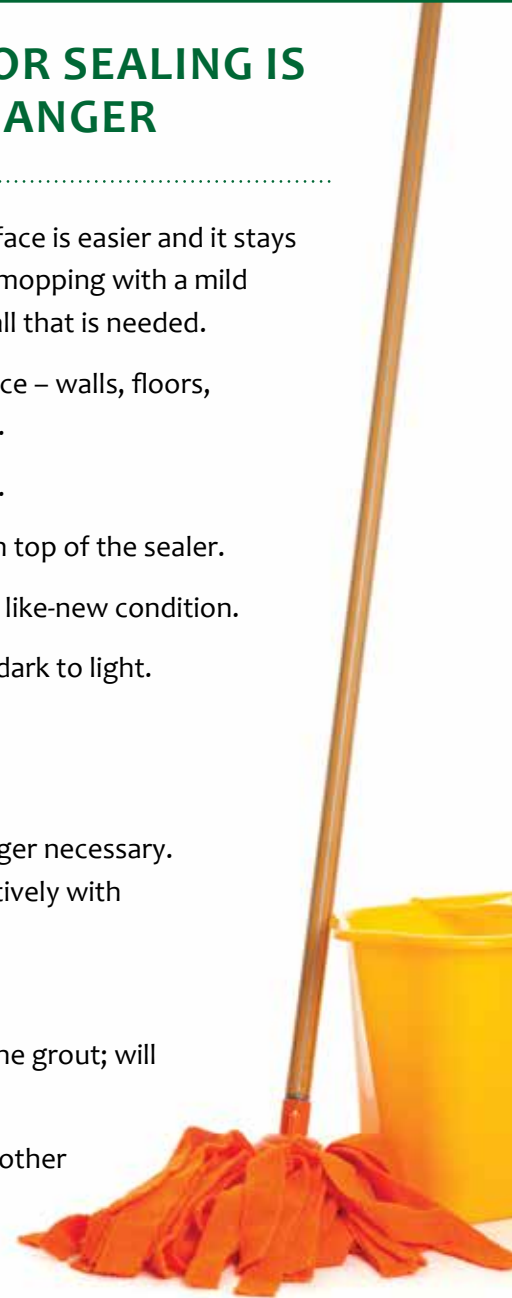 OR SEALING IS
ANGER
face is easier and it stays
mopping with a mild
all that is needed.
ce – walls, floors,
.
.
n top of the sealer.
like-new condition.
dark to light.
ger necessary.
tively with
he grout; will
other